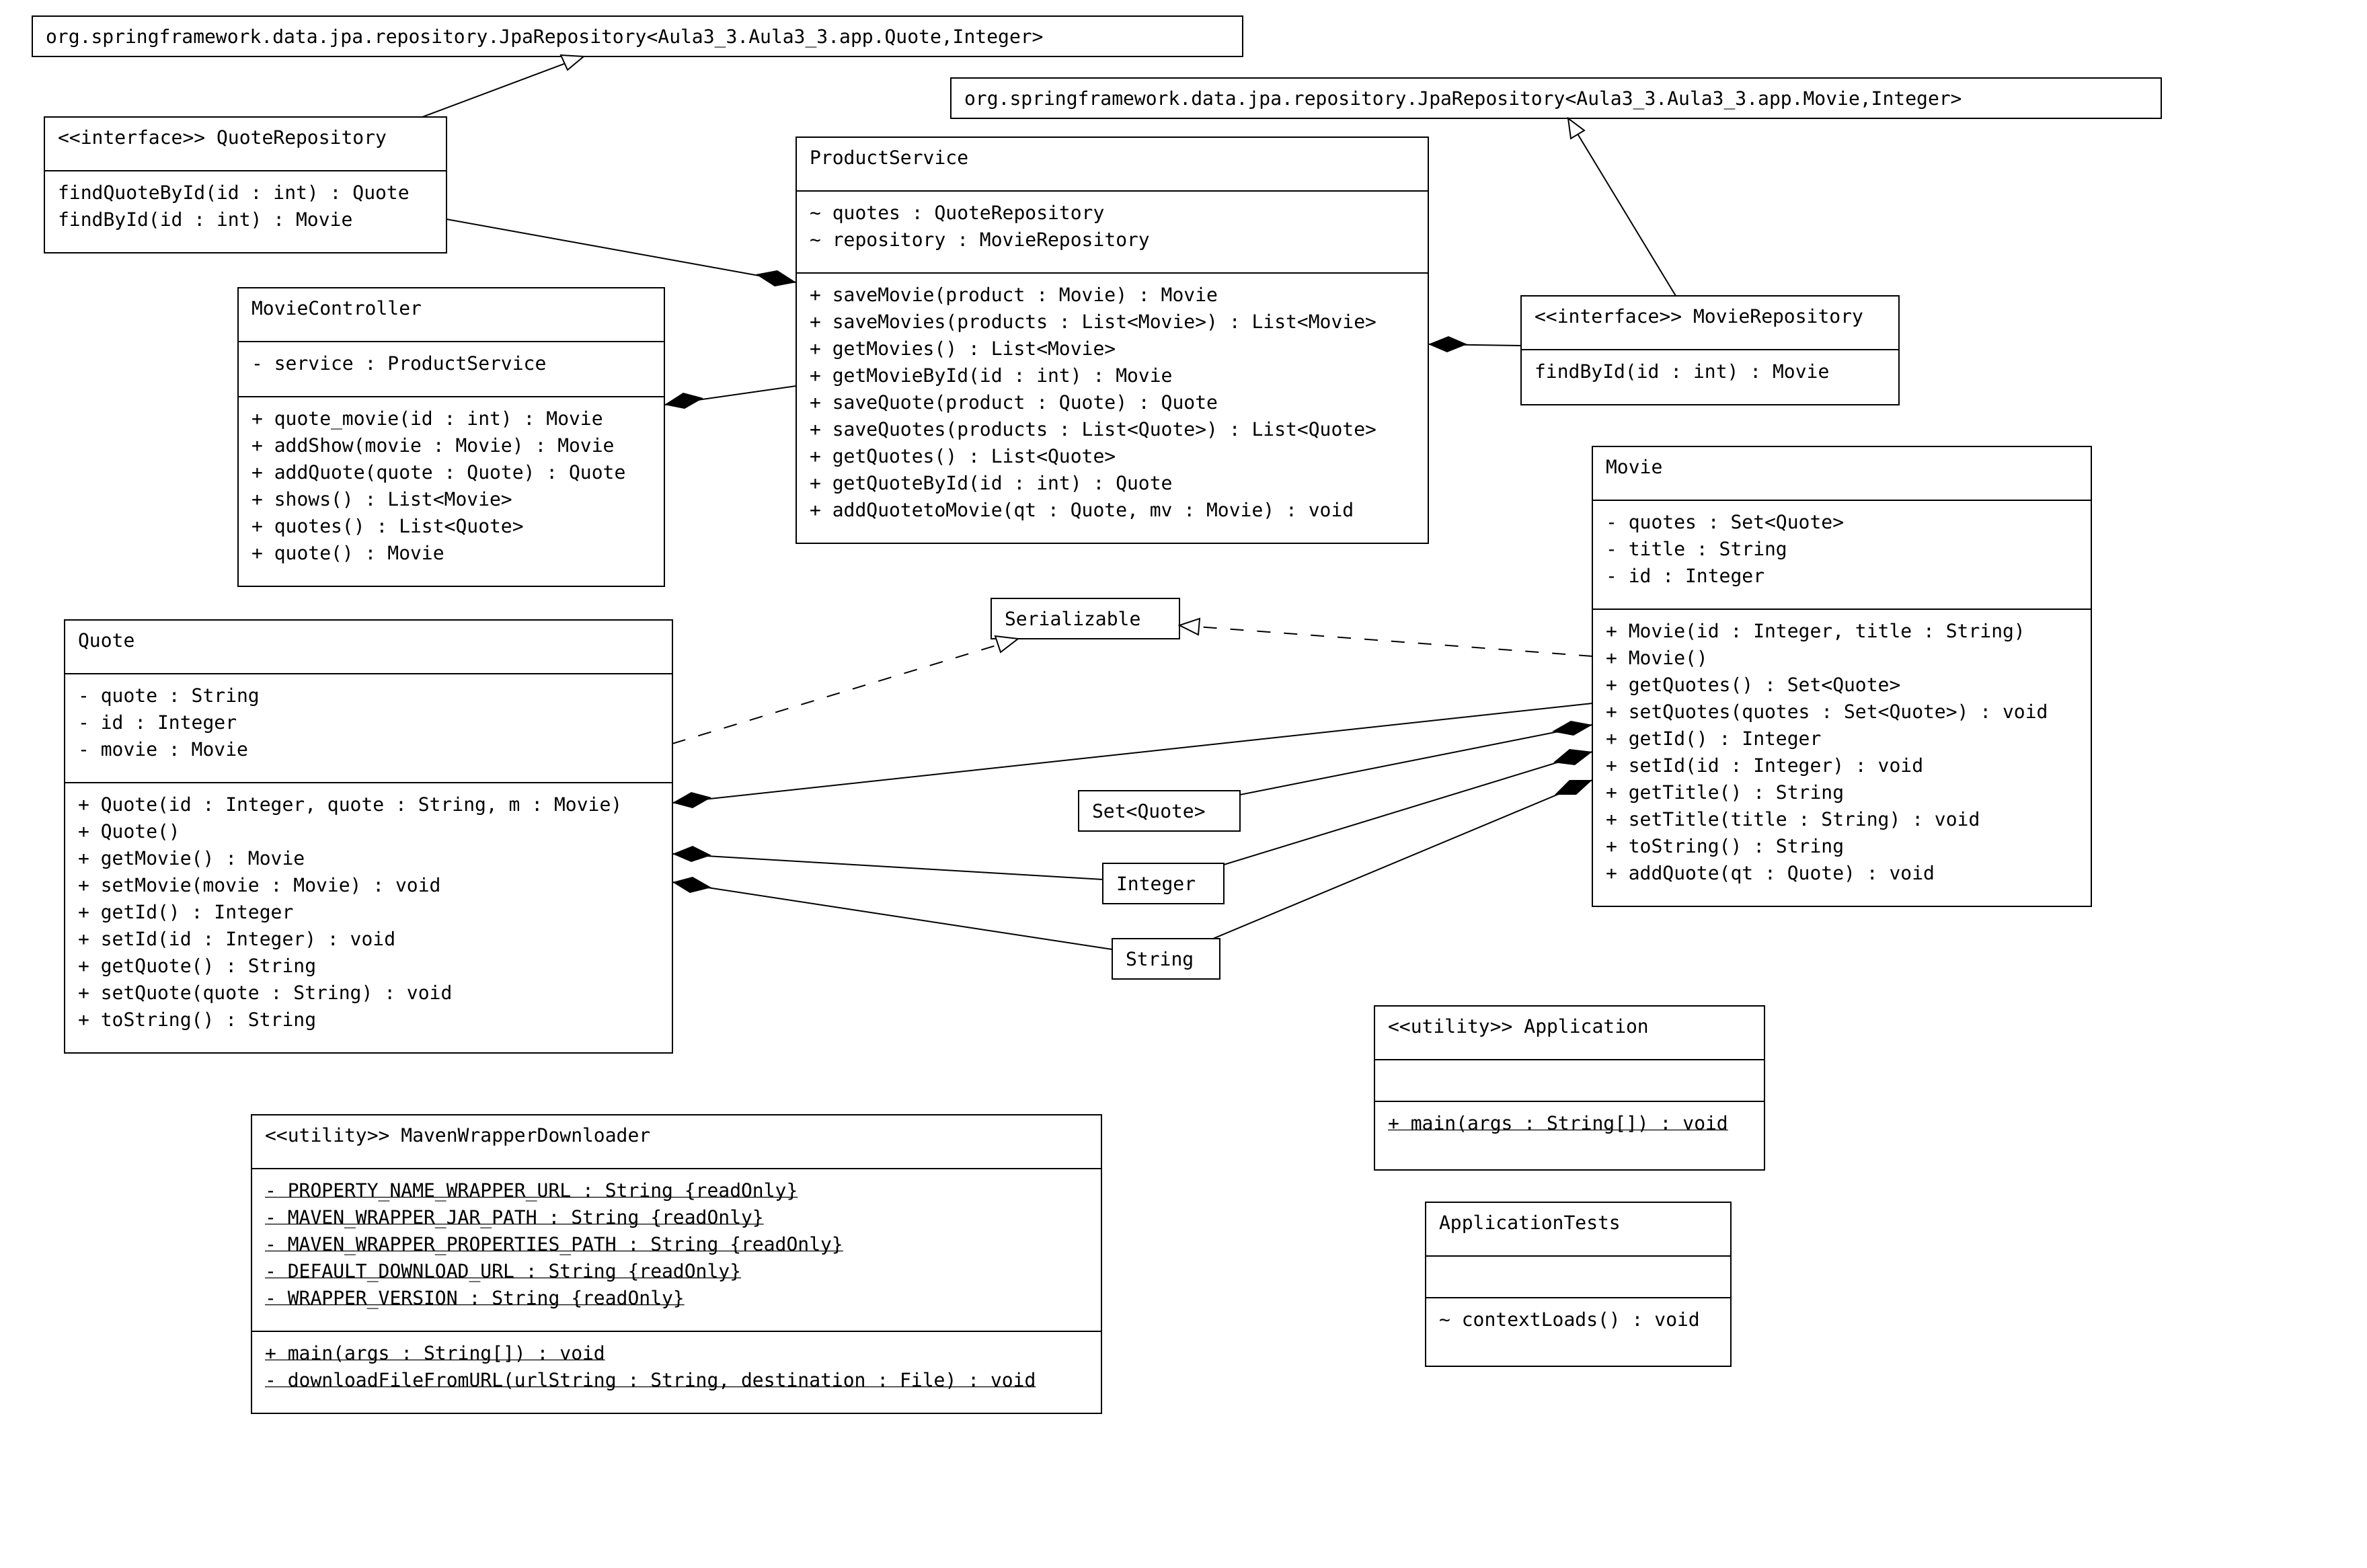 org.springframework.data.jpa.repository.JpaRepository<Aula3_3.Aula3_3.app.Quote,Integer>
org.springframework.data.jpa.repository.JpaRepository<Aula3_3.Aula3_3.app.Movie,Integer>
<<interface>> QuoteRepository
findQuoteById(id : int) : Quote
findById(id : int) : Movie
ProductService
~ quotes : QuoteRepository
~ repository : MovieRepository
+ saveMovie(product : Movie) : Movie
+ saveMovies(products : List<Movie>) : List<Movie>
+ getMovies() : List<Movie>
+ getMovieById(id : int) : Movie
+ saveQuote(product : Quote) : Quote
+ saveQuotes(products : List<Quote>) : List<Quote>
+ getQuotes() : List<Quote>
+ getQuoteById(id : int) : Quote
+ addQuotetoMovie(qt : Quote, mv : Movie) : void
<<interface>> MovieRepository
findById(id : int) : Movie
MovieController
- service : ProductService
+ quote_movie(id : int) : Movie
+ addShow(movie : Movie) : Movie
+ addQuote(quote : Quote) : Quote
+ shows() : List<Movie>
+ quotes() : List<Quote>
+ quote() : Movie
Movie
- quotes : Set<Quote>
- title : String
- id : Integer
+ Movie(id : Integer, title : String)
+ Movie()
+ getQuotes() : Set<Quote>
+ setQuotes(quotes : Set<Quote>) : void
+ getId() : Integer
+ setId(id : Integer) : void
+ getTitle() : String
+ setTitle(title : String) : void
+ toString() : String
+ addQuote(qt : Quote) : void
Serializable
Quote
- quote : String
- id : Integer
- movie : Movie
+ Quote(id : Integer, quote : String, m : Movie)
+ Quote()
+ getMovie() : Movie
+ setMovie(movie : Movie) : void
+ getId() : Integer
+ setId(id : Integer) : void
+ getQuote() : String
+ setQuote(quote : String) : void
+ toString() : String
Set<Quote>
Integer
String
<<utility>> Application
+ main(args : String[]) : void
<<utility>> MavenWrapperDownloader
- PROPERTY_NAME_WRAPPER_URL : String {readOnly}
- MAVEN_WRAPPER_JAR_PATH : String {readOnly}
- MAVEN_WRAPPER_PROPERTIES_PATH : String {readOnly}
- DEFAULT_DOWNLOAD_URL : String {readOnly}
- WRAPPER_VERSION : String {readOnly}
+ main(args : String[]) : void
- downloadFileFromURL(urlString : String, destination : File) : void
ApplicationTests
~ contextLoads() : void